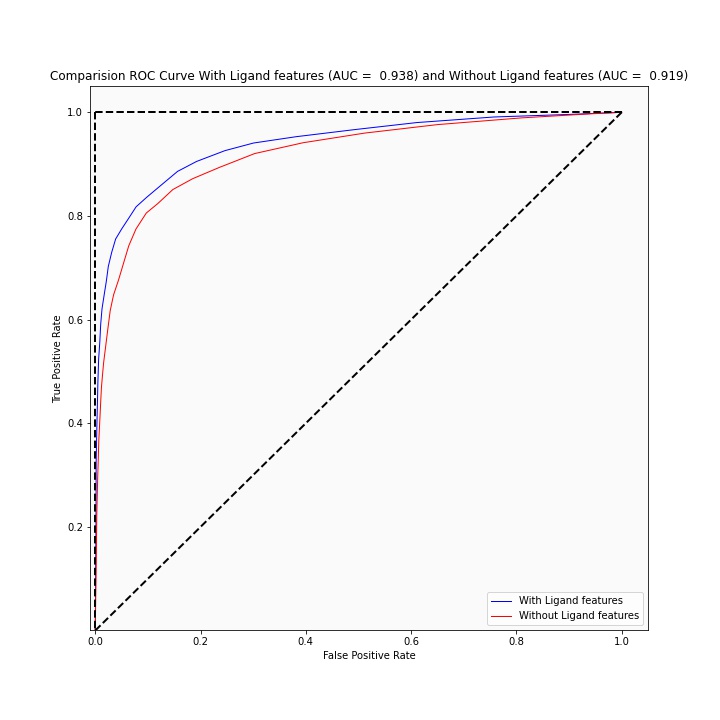 Comparision ROC Curve With Ligand features (AUC =  0.938) and Without Ligand features (AUC =  0.919)
1.0
0.8
0.6
0.4
0.2
True Positive Rate
0.0 0.2 0.4 0.6 0.8 1.0
False Positive Rate
With Ligand features
Without Ligand features